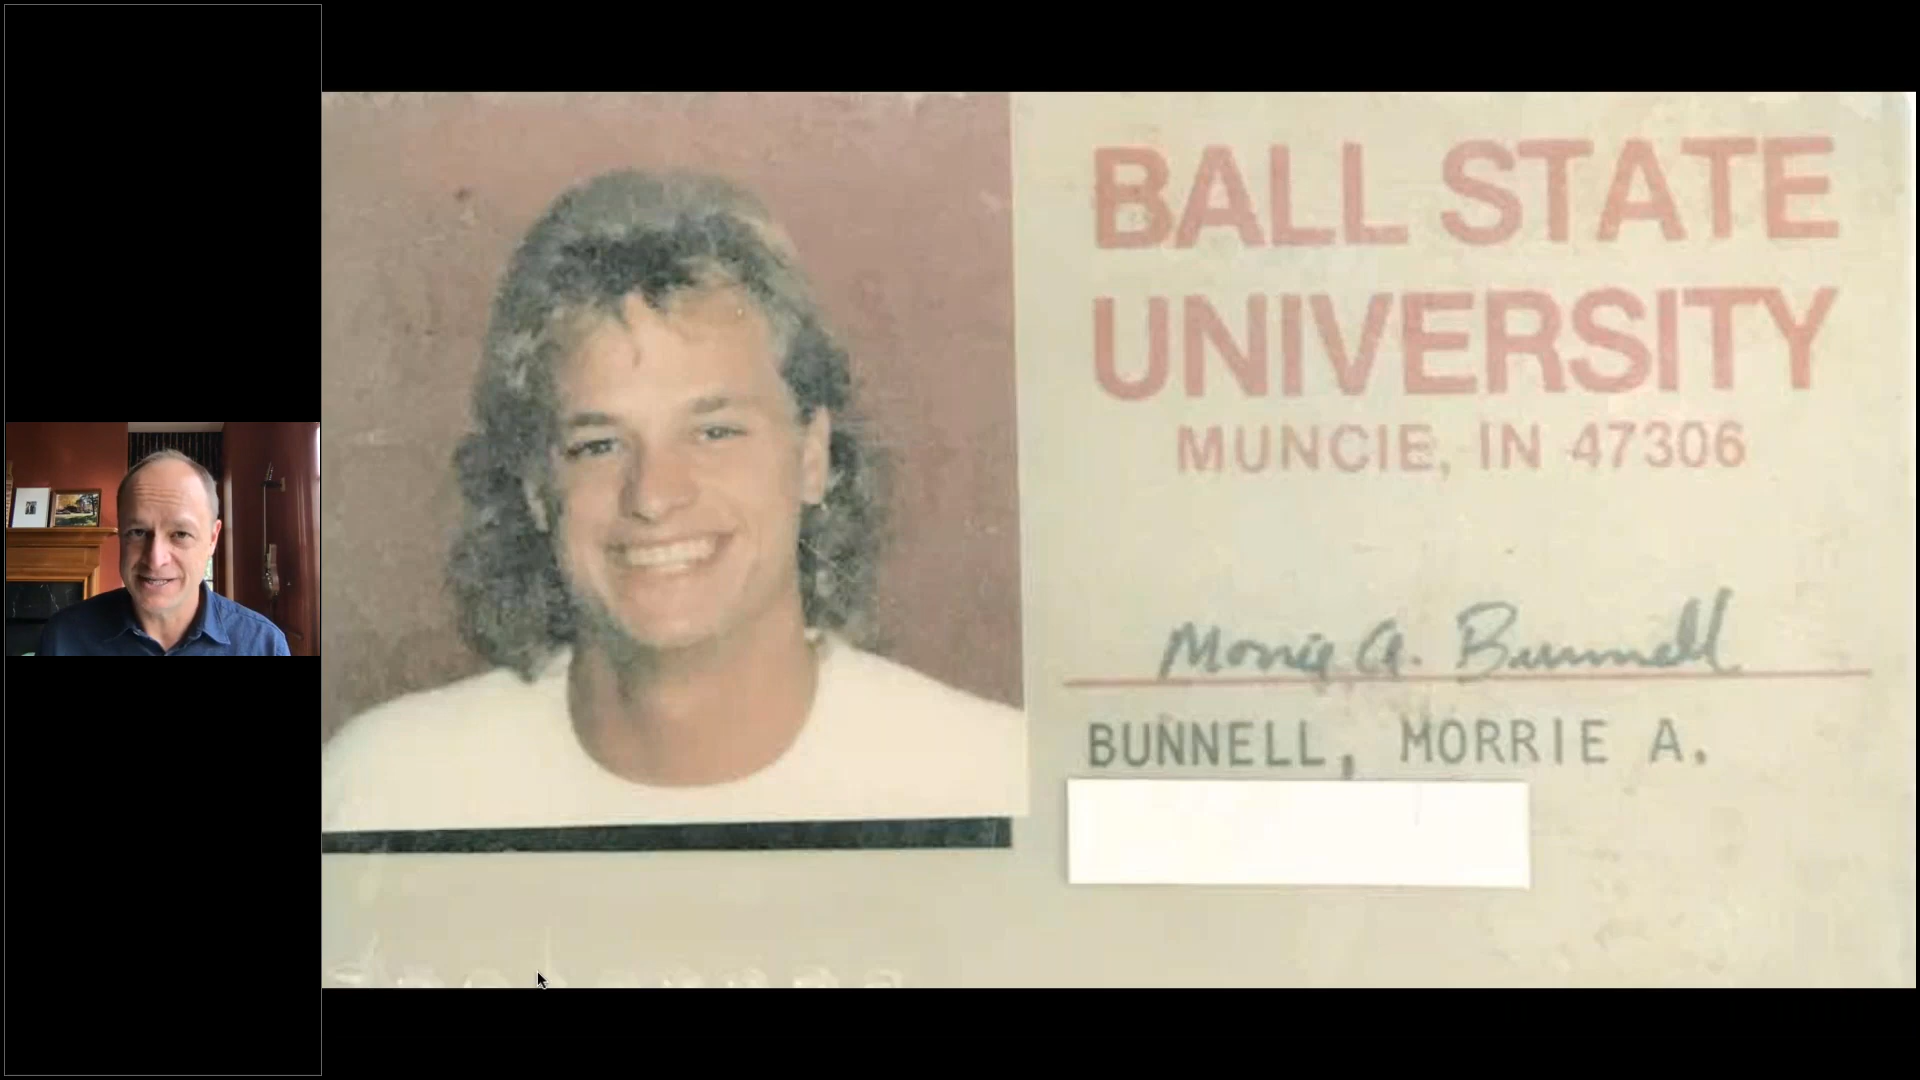 BALL STATE
UNIVERSITY
MUNCIE, IN 47306
Morrie A. Bunnell
BUNNELL, MORRIE A.